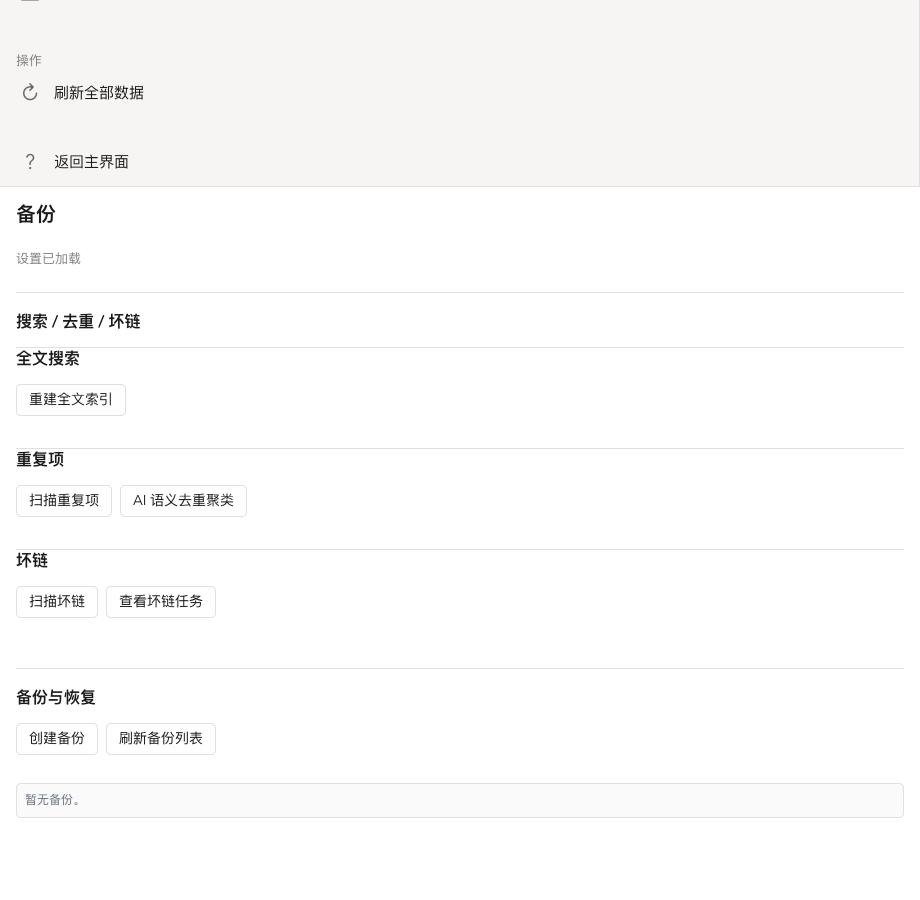 操作
刷新全部数据
? 返回主界面
备份
设置已加载
搜索 / 去重 / 坏链
全文搜索
重建全文索引
重复项
扫描重复项 AI 语义去重聚类
坏链
扫描坏链 查看坏链任务
备份与恢复
创建备份 刷新备份列表
暂无备份。